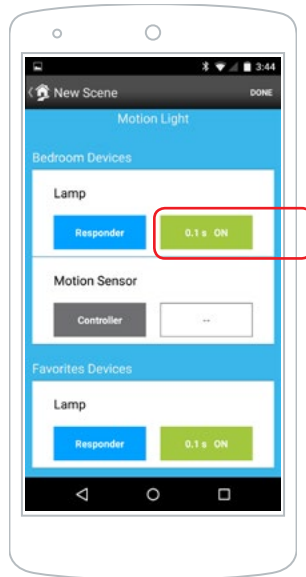 3:44
New Scene DONE
Motion Light
Bedroom Devices
Lamp
Responder 0.1 s ON
Motion Sensor
Controller --
Favorites Devices
Lamp
Responder 0.1 s ON